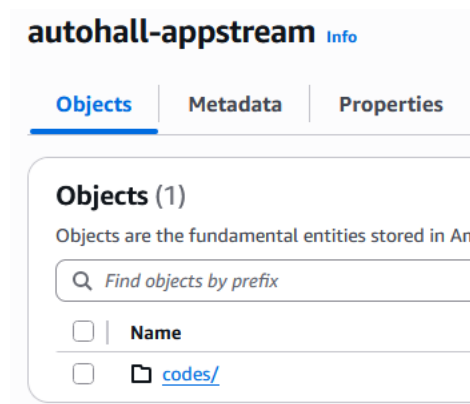 autohall-appstream Info
Objects Metadata Properties
Objects (1)
Objects are the fundamental entities stored in
Find objects by prefix
Name
codes/